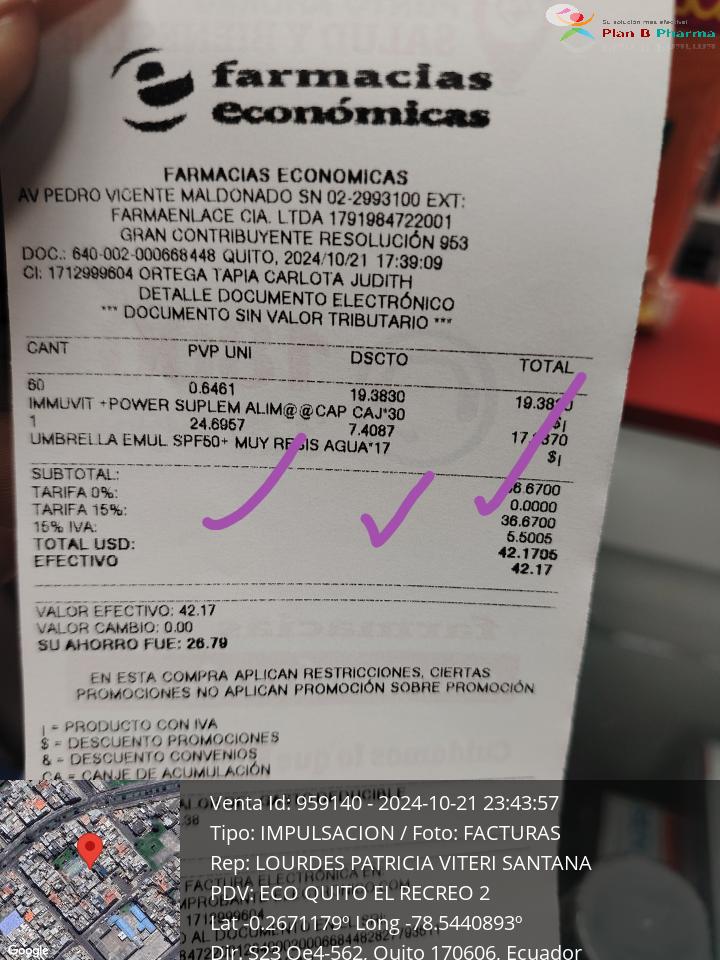 Su solución más efectiva!
Plan B Pharma
farmacias
económicas
FARMACIAS ECONOMICAS
AV PEDRO VICENTE MALDONADO SN 02-2993100 EXT:
FARMAENLACE CIA. LTDA 1791984722001
GRAN CONTRIBUYENTE RESOLUCIÓN 953
DOC.: 640-002-000668448 QUITO, 2024/10/21 17:39:09
CI: 1712999604 ORTEGA TAPIA CARLOTA JUDITH
DETALLE DOCUMENTO ELECTRÓNICO
*** DOCUMENTO SIN VALOR TRIBUTARIO ***
CANT PVP UNI DSCTO TOTAL
60 0.6461 19.3830 19.3830
IMMUVIT +POWER SUPLEM ALIM@@CAP CAJ*30 $|
1 24.6957 7.4087
UMBRELLA EMUL SPF50+ MUY RESIS AGUA*17 $|
SUBTOTAL: 36.6700
TARIFA 0%: 0.0000
TARIFA 15%: 36.6700
15% IVA: 5.5005
TOTAL USD: 42.1705
EFECTIVO 42.17
VALOR EFECTIVO: 42.17
VALOR CAMBIO: 0.00
SU AHORRO FUE: 26.79
EN ESTA COMPRA APLICAN RESTRICCIONES, CIERTAS
PROMOCIONES NO APLICAN PROMOCIÓN SOBRE PROMOCIÓN
| = PRODUCTO CON IVA
$ = DESCUENTO PROMOCIONES
& = DESCUENTO CONVENIOS
CA = CANJE DE ACUMULACIÓN
Venta Id: 959140 - 2024-10-21 23:43:57
Tipo: IMPULSACION / Foto: FACTURAS
Rep: LOURDES PATRICIA VITERI SANTANA
PDV: ECO QUITO EL RECREO 2
Lat -0.2671179º Long -78.5440893º
Dir: S23 Oe4-562, Quito 170606, Ecuador
Google